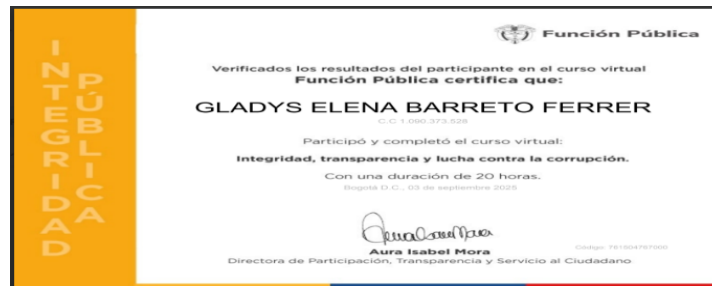 INTEGRIDAD
PÚBLICA
Función Pública
Verificados los resultados del participante en el curso virtual
Función Pública certifica que:
GLADYS ELENA BARRETO FERRER
C.C 1.090.373.528
Participó y completó el curso virtual:
Integridad, transparencia y lucha contra la corrupción.
Con una duración de 20 horas.
Bogotá D.C., 03 de septiembre 2025
Aura Isabel Mora
Código: 781504797000
Directora de Participación, Transparencia y Servicio al Ciudadano